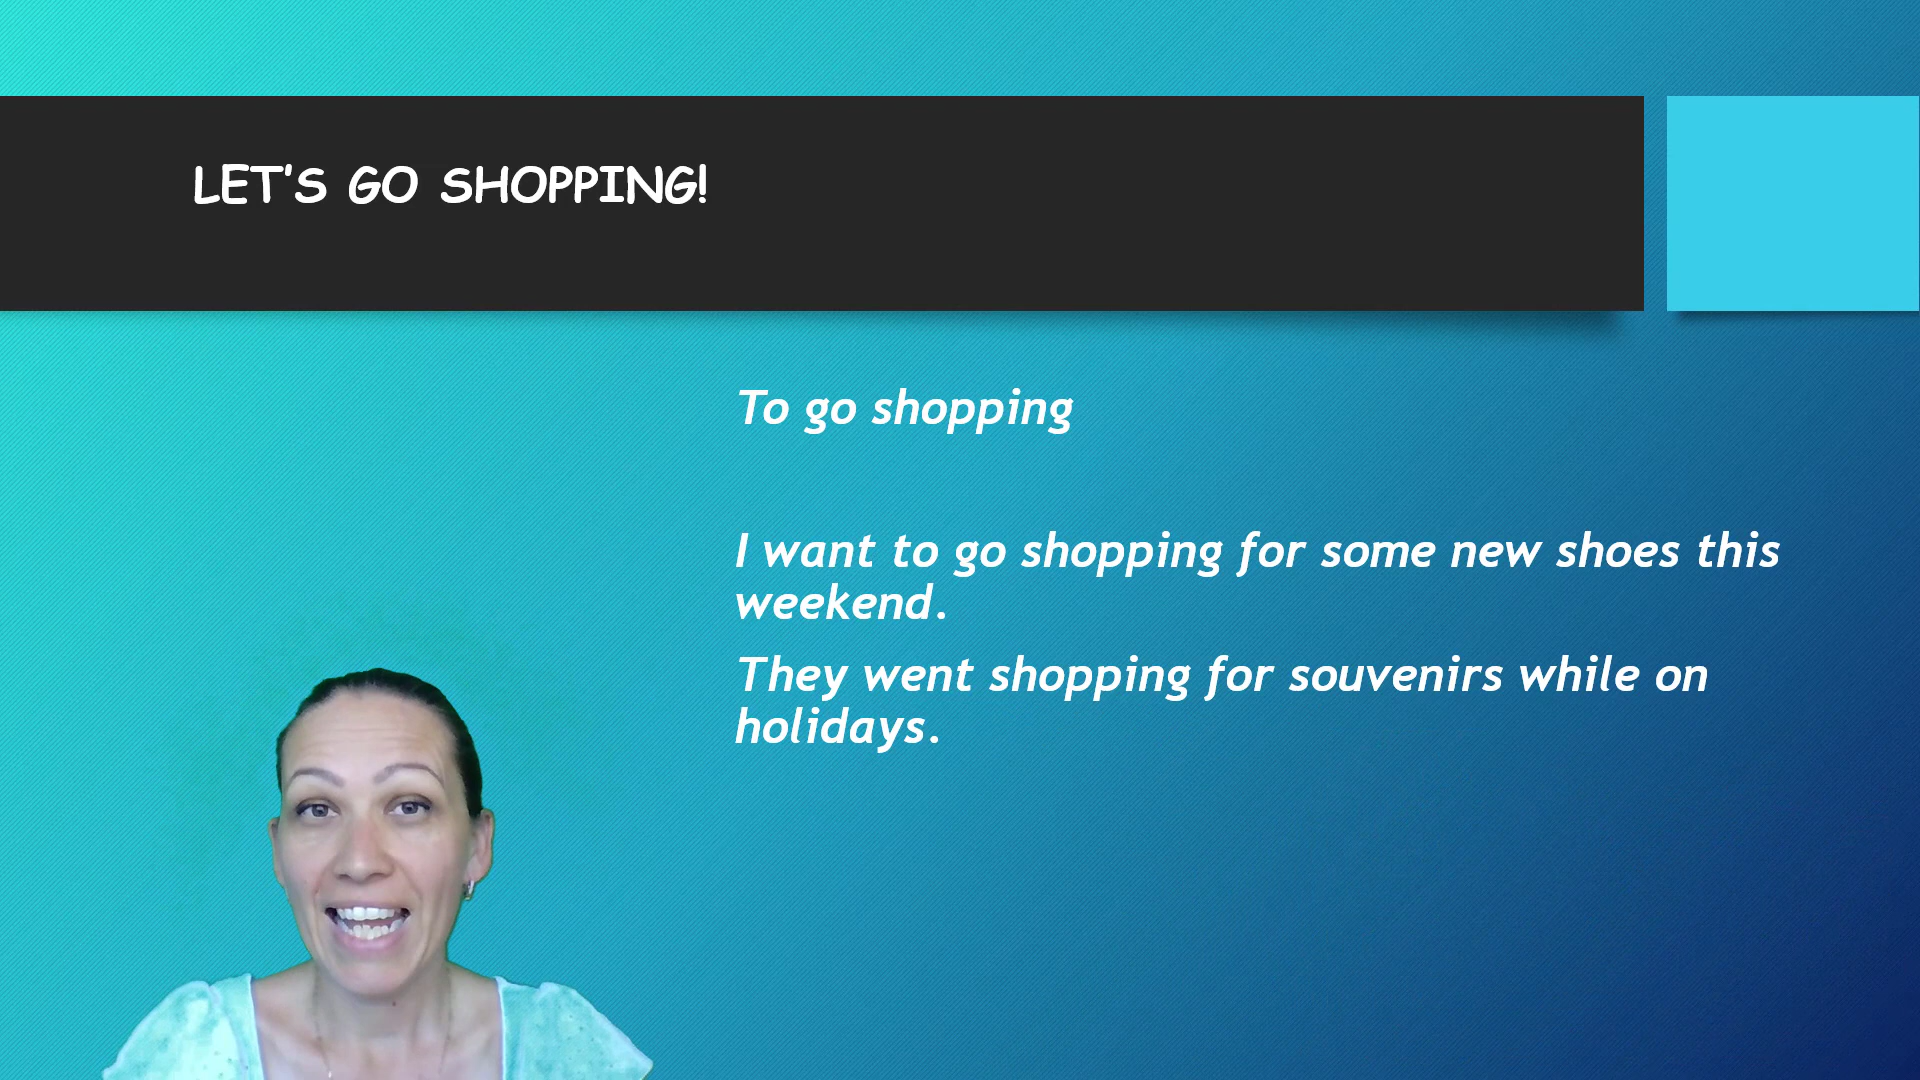 LET'S GO SHOPPING!
To go shopping
I want to go shopping for some new shoes this
weekend.
They went shopping for souvenirs while on
holidays.